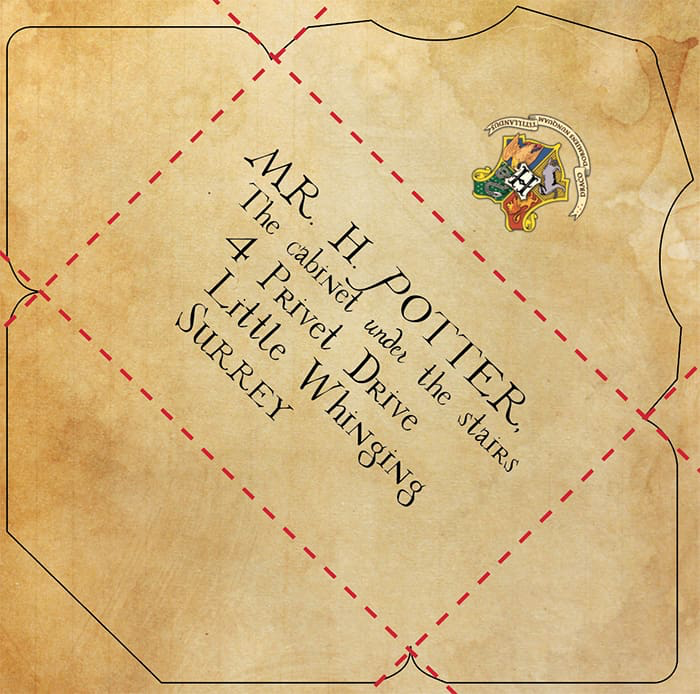 MR. H. POTTER,
The cabinet under the stairs
4 Privet Drive
Little Whinging
SURREY
DRACO DORMIENS NUNQUAM TITILLANDUS
H